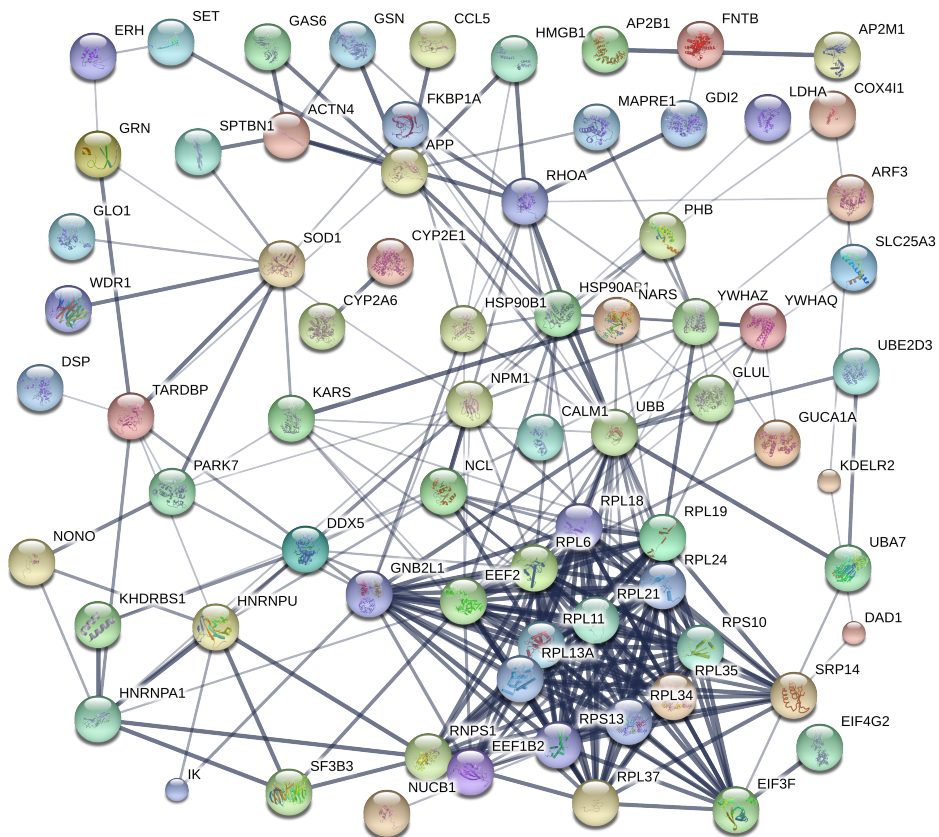 ERH
SET
GAS6
GSN
CCL5
HMGB1
AP2B1
FNTB
AP2M1
GRN
SPTBN1
ACTN4
FKBP1A
APP
MAPRE1
GDI2
LDHA
COX4I1
RHOA
ARF3
GLO1
SOD1
CYP2E1
PHB
SLC25A3
WDR1
CYP2A6
HSP90B1
HSP90AB1
NARS
YWHAZ
YWHAQ
DSP
TARDBP
KARS
NPM1
CALM1
UBB
GLUL
UBE2D3
GUCA1A
KDELR2
PARK7
NCL
RPL18
RPL19
NONO
DDX5
GNB2L1
EEF2
RPL6
RPL24
UBA7
KHDRBS1
HNRNPU
RPL21
RPL11
RPS10
DAD1
RPL13A
RPL35
SRP14
HNRNPA1
RPL34
RPS13
EIF4G2
IK
SF3B3
RNPS1
EEF1B2
NUCB1
RPL37
EIF3F